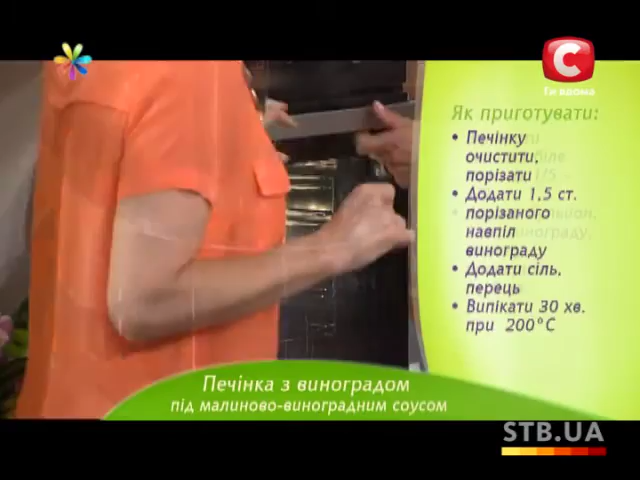 Ти вдома
Як приготувати:
• Печінку
очистити,
порізати
• Додати 1,5 ст.
порізаного
навпіл
винограду
• Додати сіль,
перець
• Випікати 30 хв.
при 200°С
Печінка з виноградом
під малиново-виноградним соусом
STB.UA